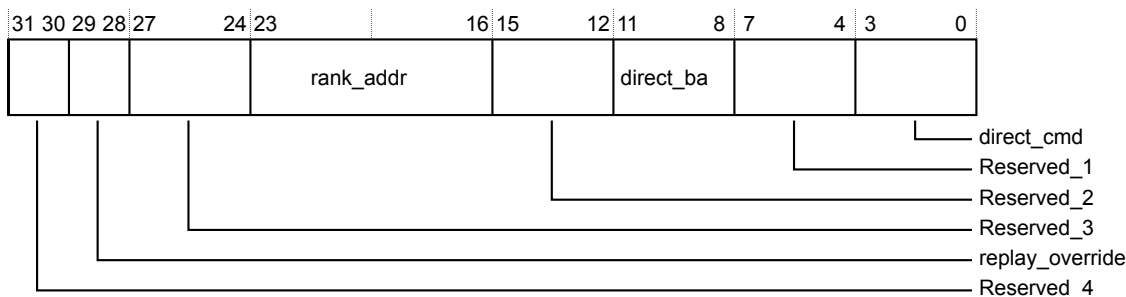 31 30 29 28 27 24 23 16 15 12 11 8 7 4 3 0
rank_addr direct_ba
direct_cmd
Reserved_1
Reserved_2
Reserved_3
replay_override
Reserved_4